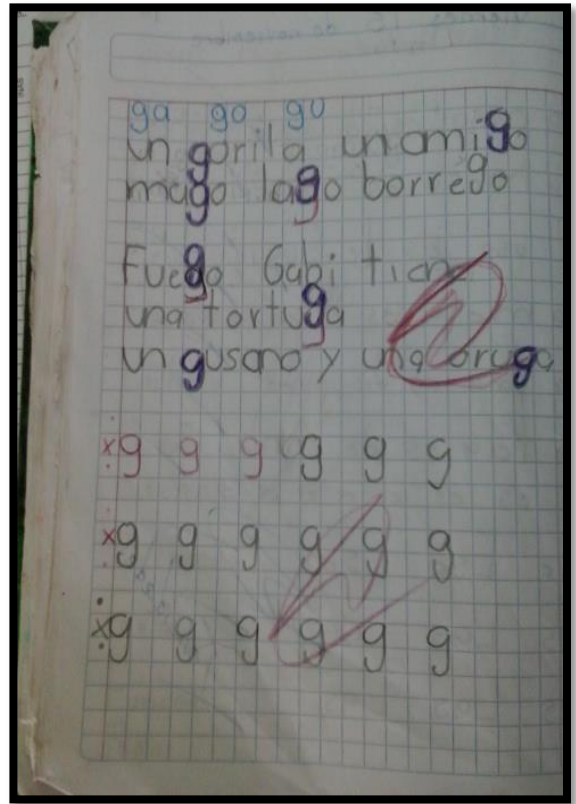 ga go gu
un gorila un amigo
mago lago borrego
Fuego Gabi tiene
una tortuga
un gusano y una oruga
g g g g g g
g g g g g g
g g g g g g